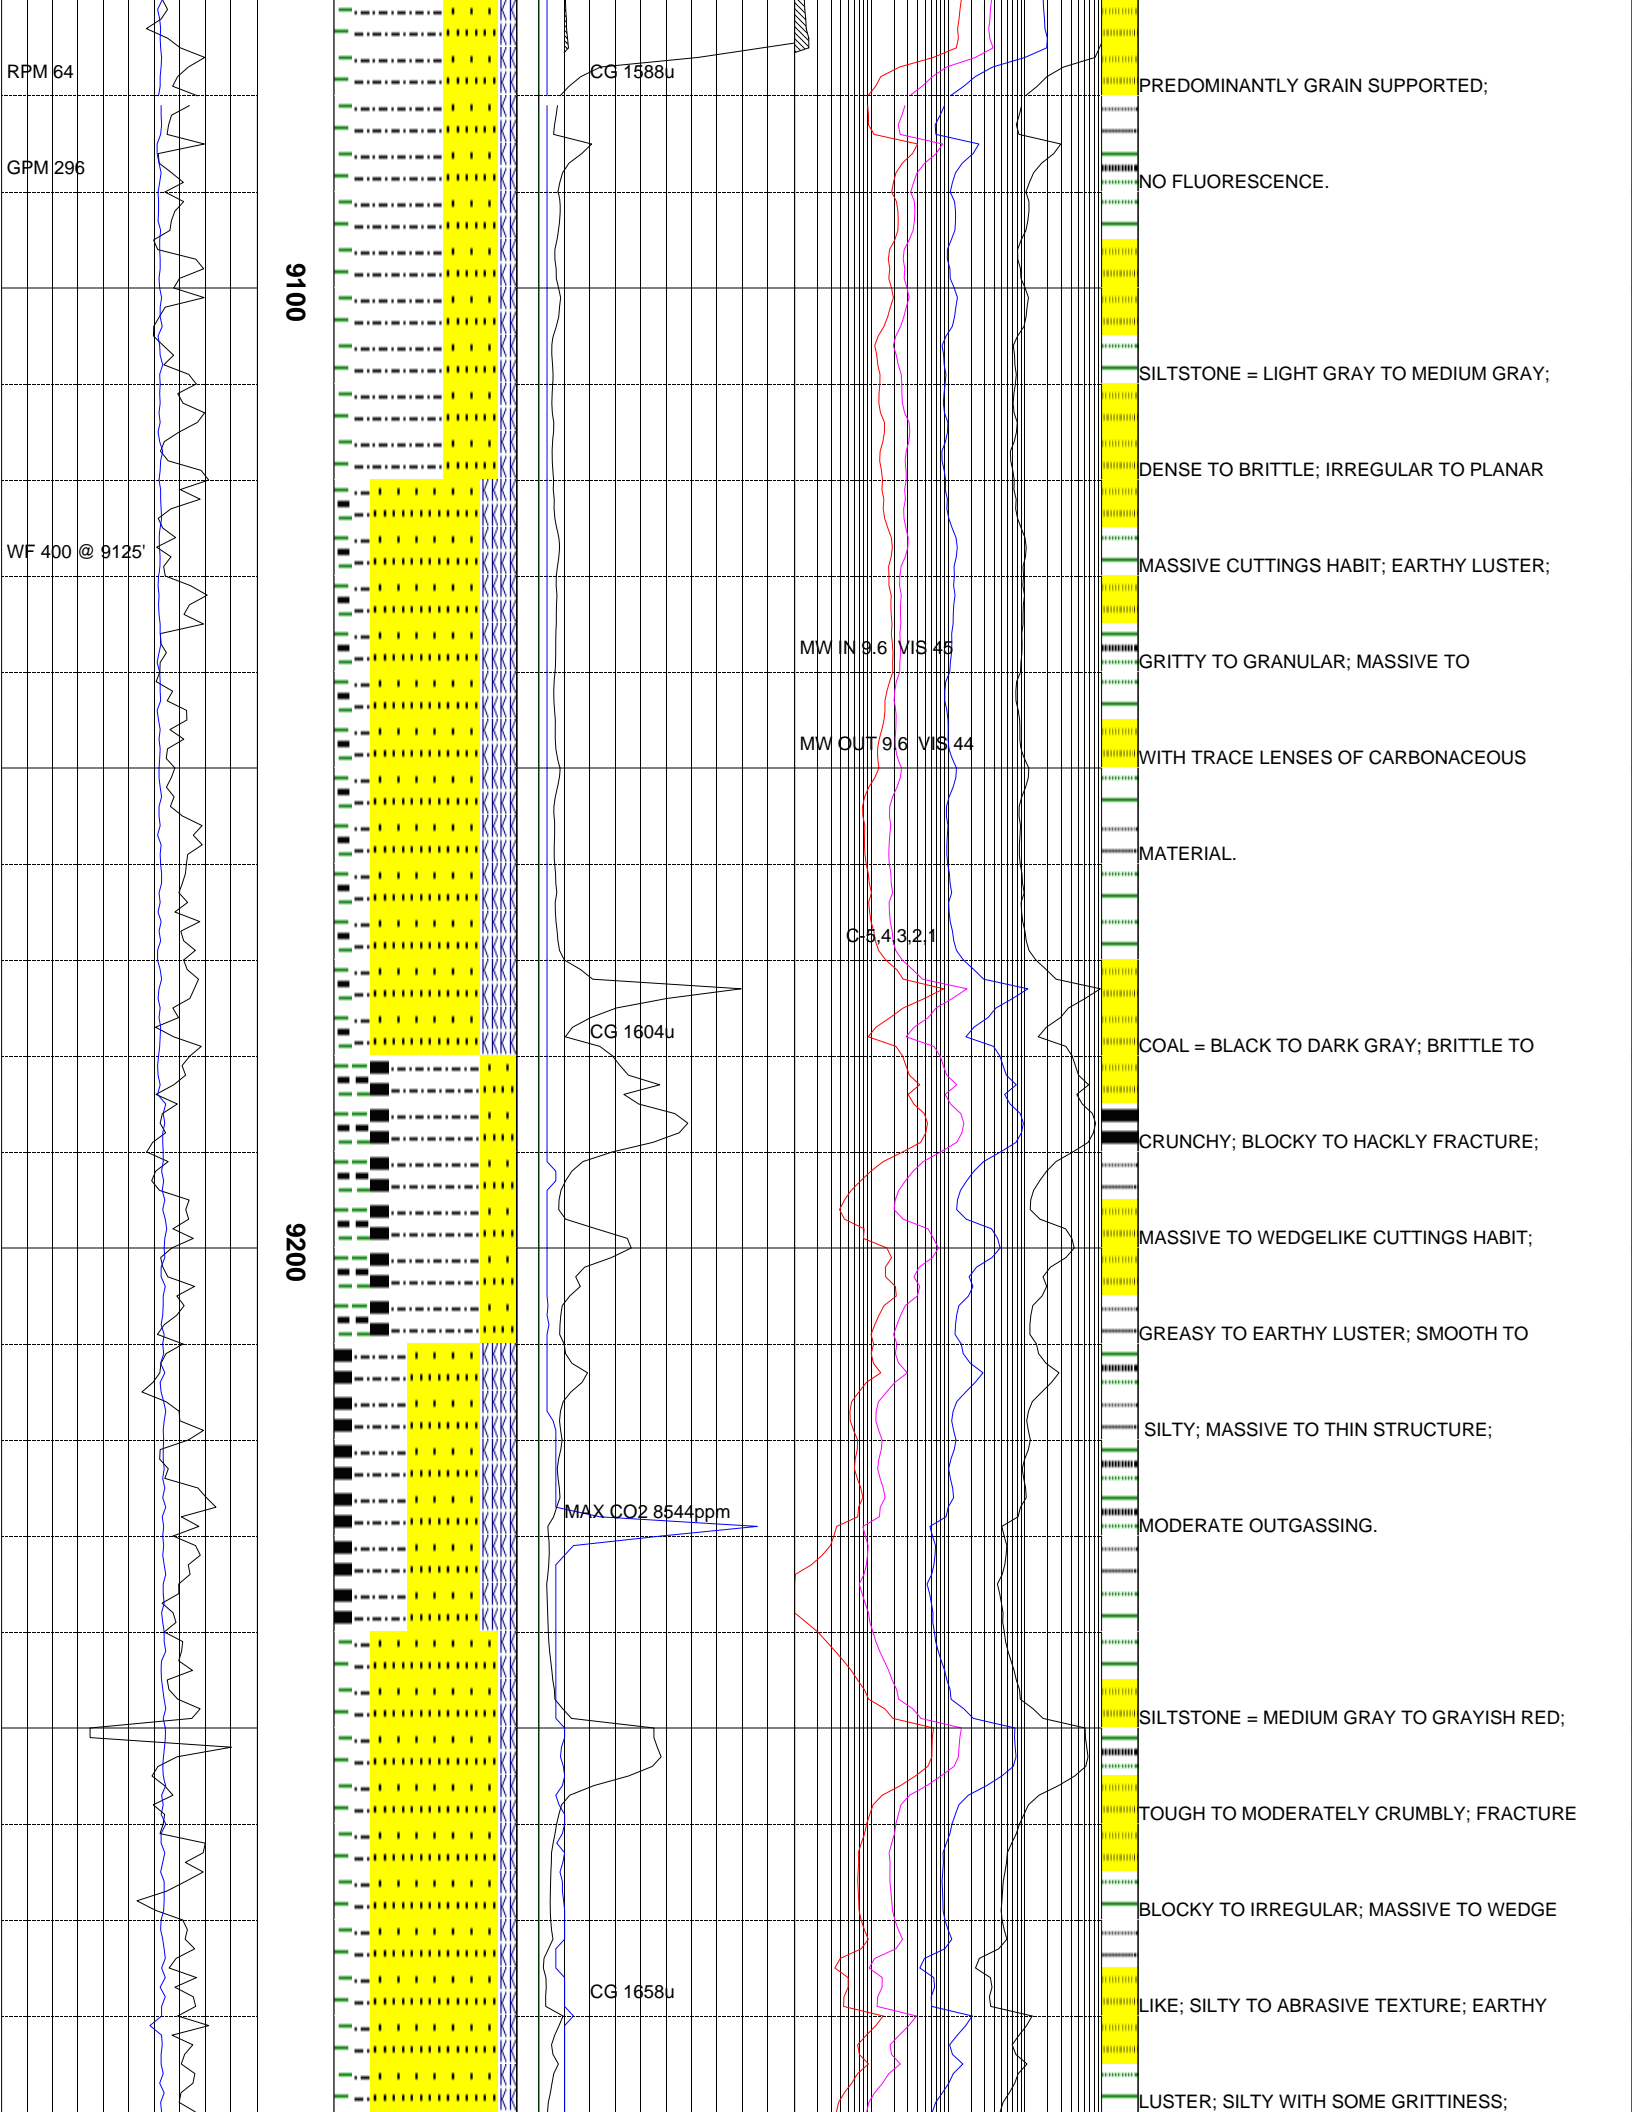 RPM 64
CG 1588u
PREDOMINANTLY GRAIN SUPPORTED;
GPM 296
NO FLUORESCENCE.
9100
SILTSTONE = LIGHT GRAY TO MEDIUM GRAY;
DENSE TO BRITTLE; IRREGULAR TO PLANAR
WF 400 @ 9125'
MASSIVE CUTTINGS HABIT; EARTHY LUSTER;
MW IN 9.6 VIS 45
GRITTY TO GRANULAR; MASSIVE TO
MW OUT 9.6 VIS 44
WITH TRACE LENSES OF CARBONACEOUS
MATERIAL.
C-5,4,3,2,1
CG 1604u
COAL = BLACK TO DARK GRAY; BRITTLE TO
CRUNCHY; BLOCKY TO HACKLY FRACTURE;
9200
MASSIVE TO WEDGELIKE CUTTINGS HABIT;
GREASY TO EARTHY LUSTER; SMOOTH TO
SILTY; MASSIVE TO THIN STRUCTURE;
MAX CO2 8544ppm
MODERATE OUTGASSING.
SILTSTONE = MEDIUM GRAY TO GRAYISH RED;
TOUGH TO MODERATELY CRUMBLY; FRACTURE
BLOCKY TO IRREGULAR; MASSIVE TO WEDGE
CG 1658u
LIKE; SILTY TO ABRASIVE TEXTURE; EARTHY
LUSTER; SILTY WITH SOME GRITTINESS;